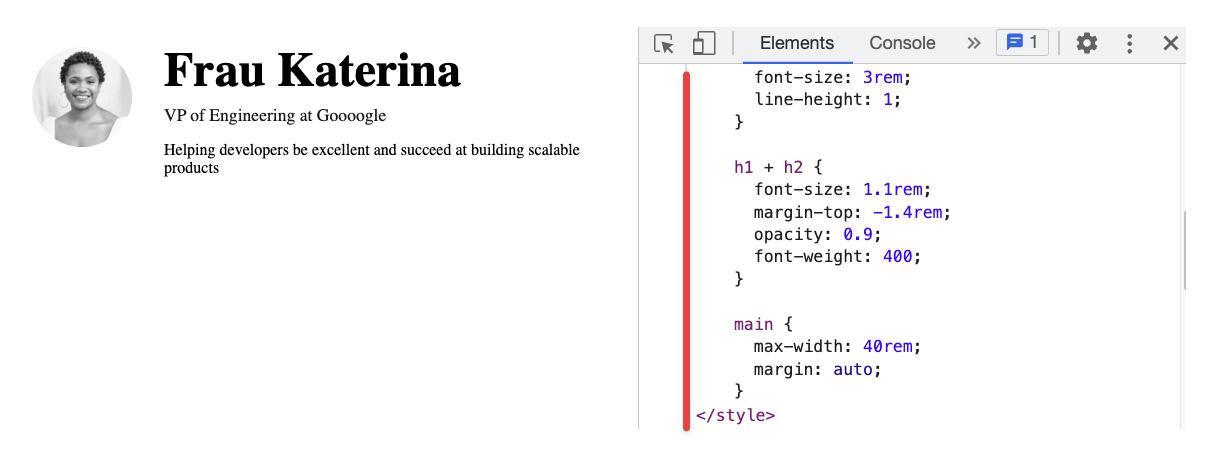 Frau Katerina
VP of Engineering at Goooogle
Helping developers be excellent and succeed at building scalable
products
Elements Console » 1
font-size: 3rem;
line-height: 1;
}
h1 + h2 {
font-size: 1.1rem;
margin-top: -1.4rem;
opacity: 0.9;
font-weight: 400;
}
main {
max-width: 40rem;
margin: auto;
}
</style>